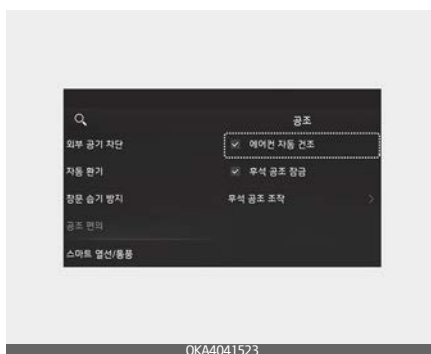 공조
외부 공기 차단
에어컨 자동 건조
자동 환기
후석 공조 잠금
창문 습기 방지
후석 공조 조작
공조 편의
스마트 열선/통풍
OKA4041523